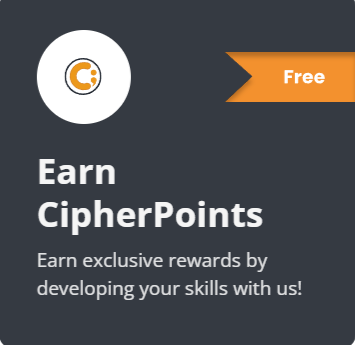 Free
Earn
CipherPoints
Earn exclusive rewards by
developing your skills with us!